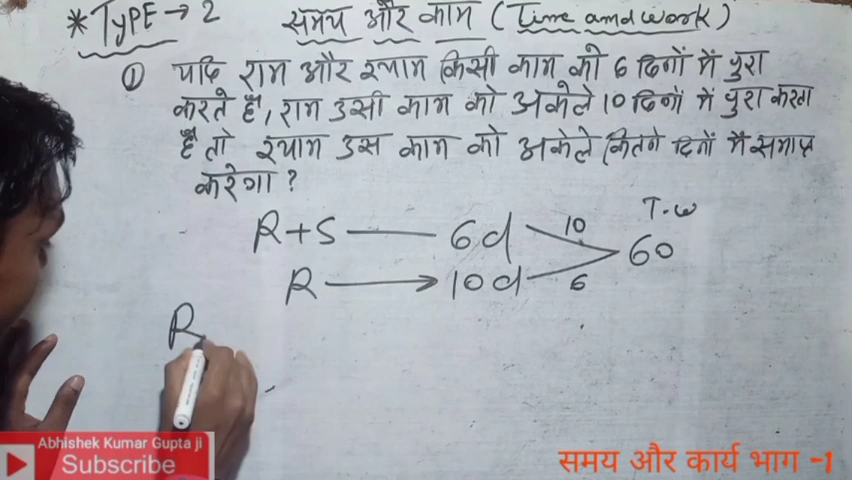 * TYPE → 2 समय और काम (Time and work)
① यदि राम और श्याम किसी काम को 6 दिनों में पुरा
करते है, राम उसी काम को अकेले 10 दिनों में पुरा करता
है तो श्याम उस काम को अकेले कितने दिनों में समाप्त
करेगा ?
T.W
R+S — 6d 10 60
R → 10d 6
R
Abhishek Kumar Gupta ji
Subscribe
समय और कार्य भाग -1